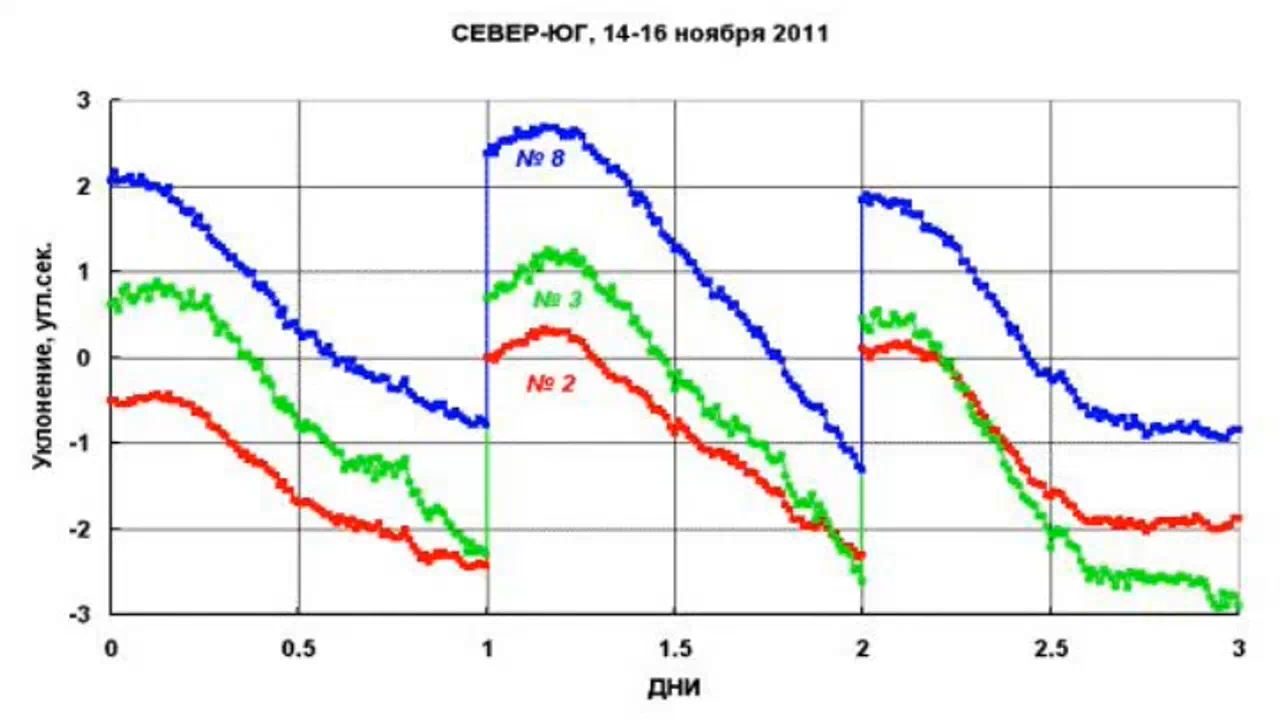 СЕВЕР-ЮГ, 14-16 ноября 2011
Уклонение, угл.сек.
3
2
1
0
-1
-2
-3
№ 8
№ 3
№ 2
0 0.5 1 1.5 2 2.5 3
ДНИ